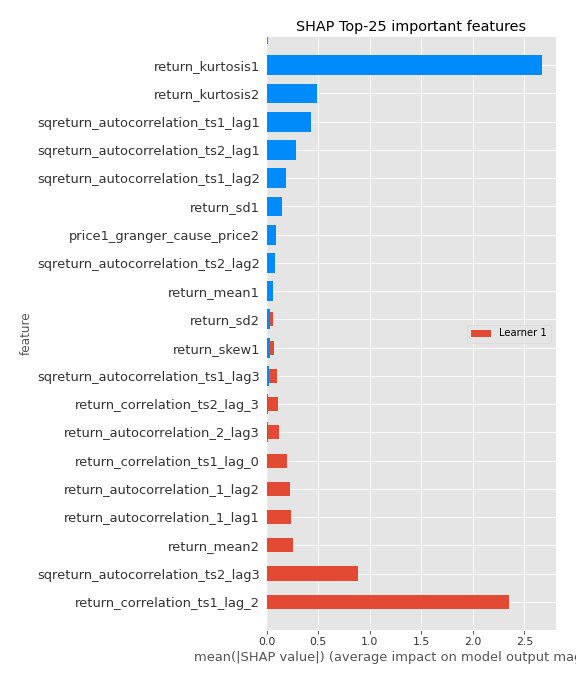 SHAP Top-25 important features
return_kurtosis1
return_kurtosis2
sqreturn_autocorrelation_ts1_lag1
sqreturn_autocorrelation_ts2_lag1
sqreturn_autocorrelation_ts1_lag2
return_sd1
price1_granger_cause_price2
sqreturn_autocorrelation_ts2_lag2
return_mean1
return_sd2
return_skew1
sqreturn_autocorrelation_ts1_lag3
return_correlation_ts2_lag_3
return_autocorrelation_2_lag3
return_correlation_ts1_lag_0
return_autocorrelation_1_lag2
return_autocorrelation_1_lag1
return_mean2
sqreturn_autocorrelation_ts2_lag3
return_correlation_ts1_lag_2
feature
Learner 1
0.0 0.5 1.0 1.5 2.0 2.5
mean(|SHAP value|) (average impact on model output mag